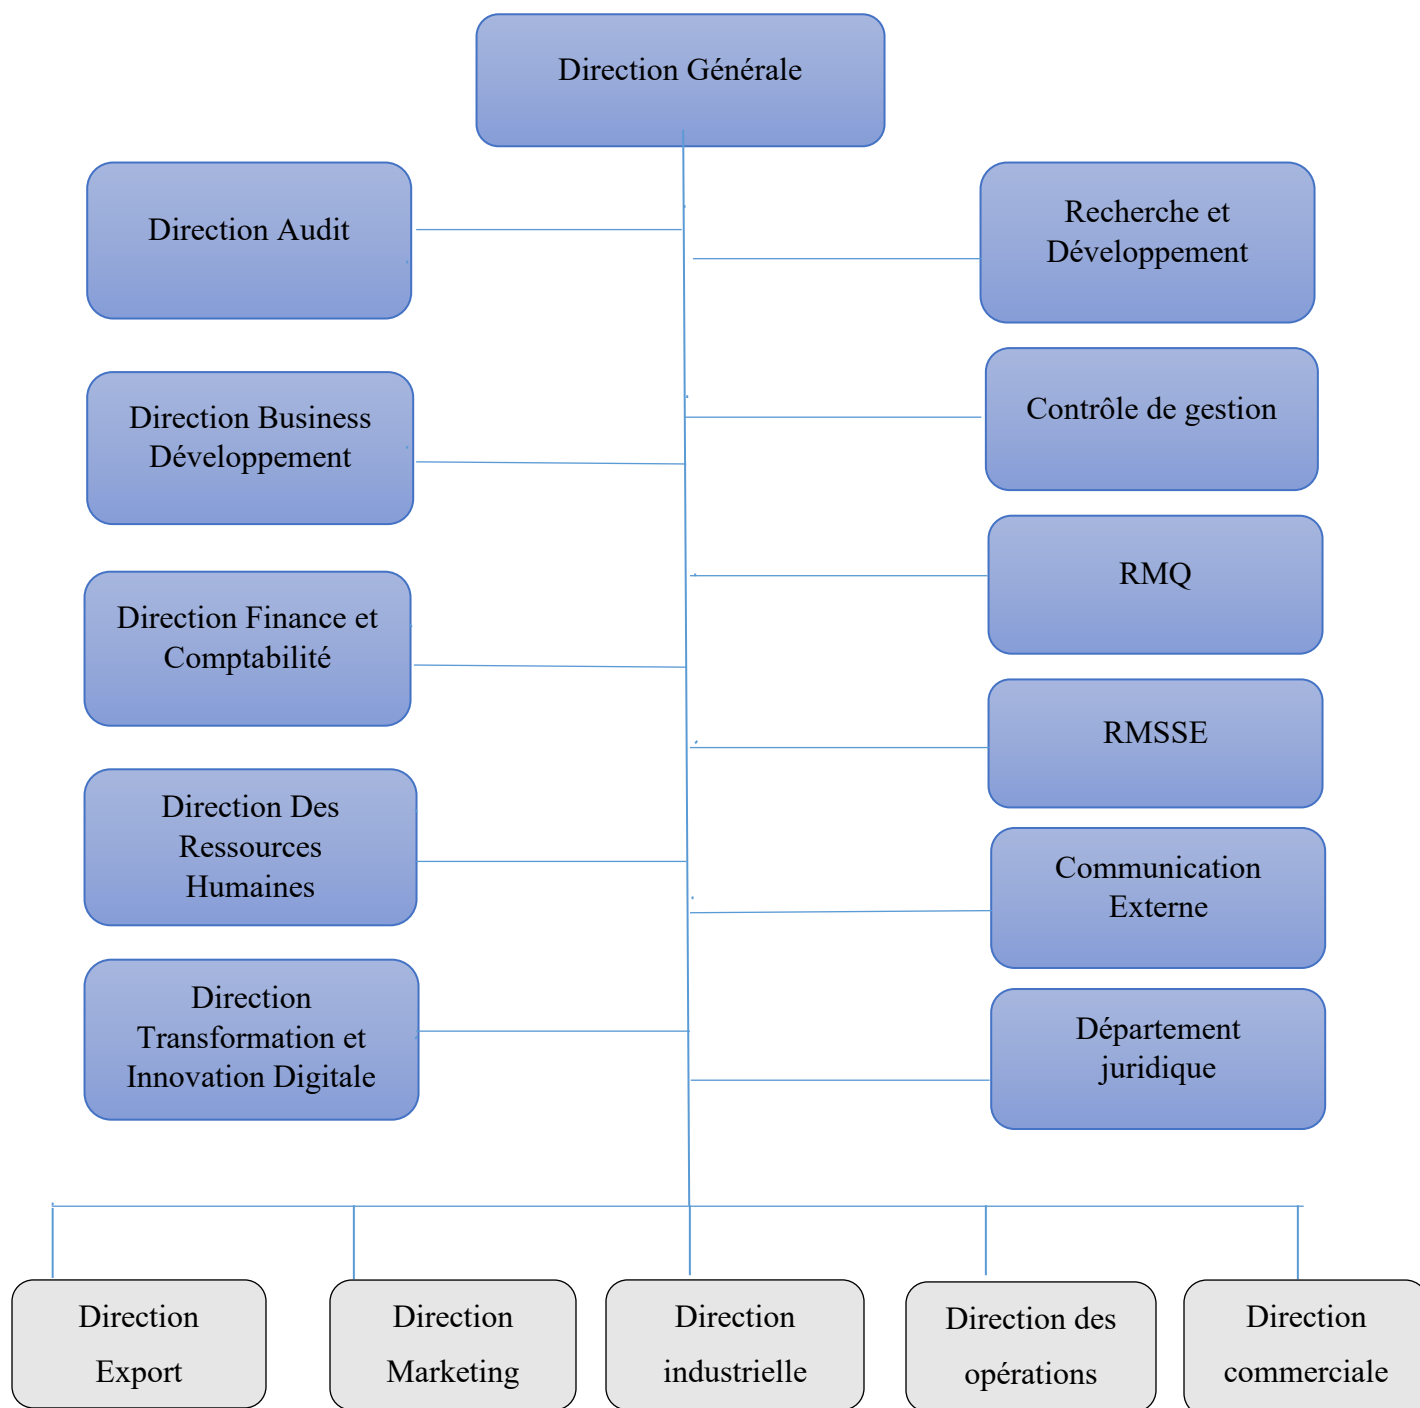 Direction Générale
Direction Audit
Recherche et
Développement
Direction Business
Développement
Contrôle de gestion
Direction Finance et
Comptabilité
RMQ
RMSSE
Direction Des
Ressources
Humaines
Communication
Externe
Direction
Transformation et
Innovation Digitale
Département
juridique
Direction
Export
Direction
Marketing
Direction
industrielle
Direction des
opérations
Direction
commerciale